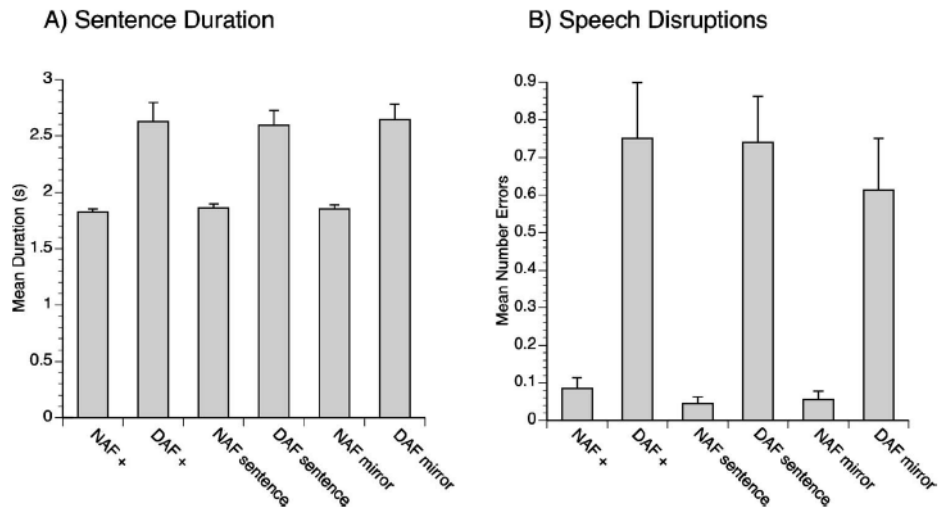 A) Sentence Duration
Mean Duration (s)
3
2.5
2
1.5
1
0.5
0
NAF +
DAF +
NAF sentence
DAF sentence
NAF mirror
DAF mirror
B) Speech Disruptions
Mean Number Errors
0.9
0.8
0.7
0.6
0.5
0.4
0.3
0.2
0.1
0
NAF +
DAF +
NAF sentence
DAF sentence
NAF mirror
DAF mirror